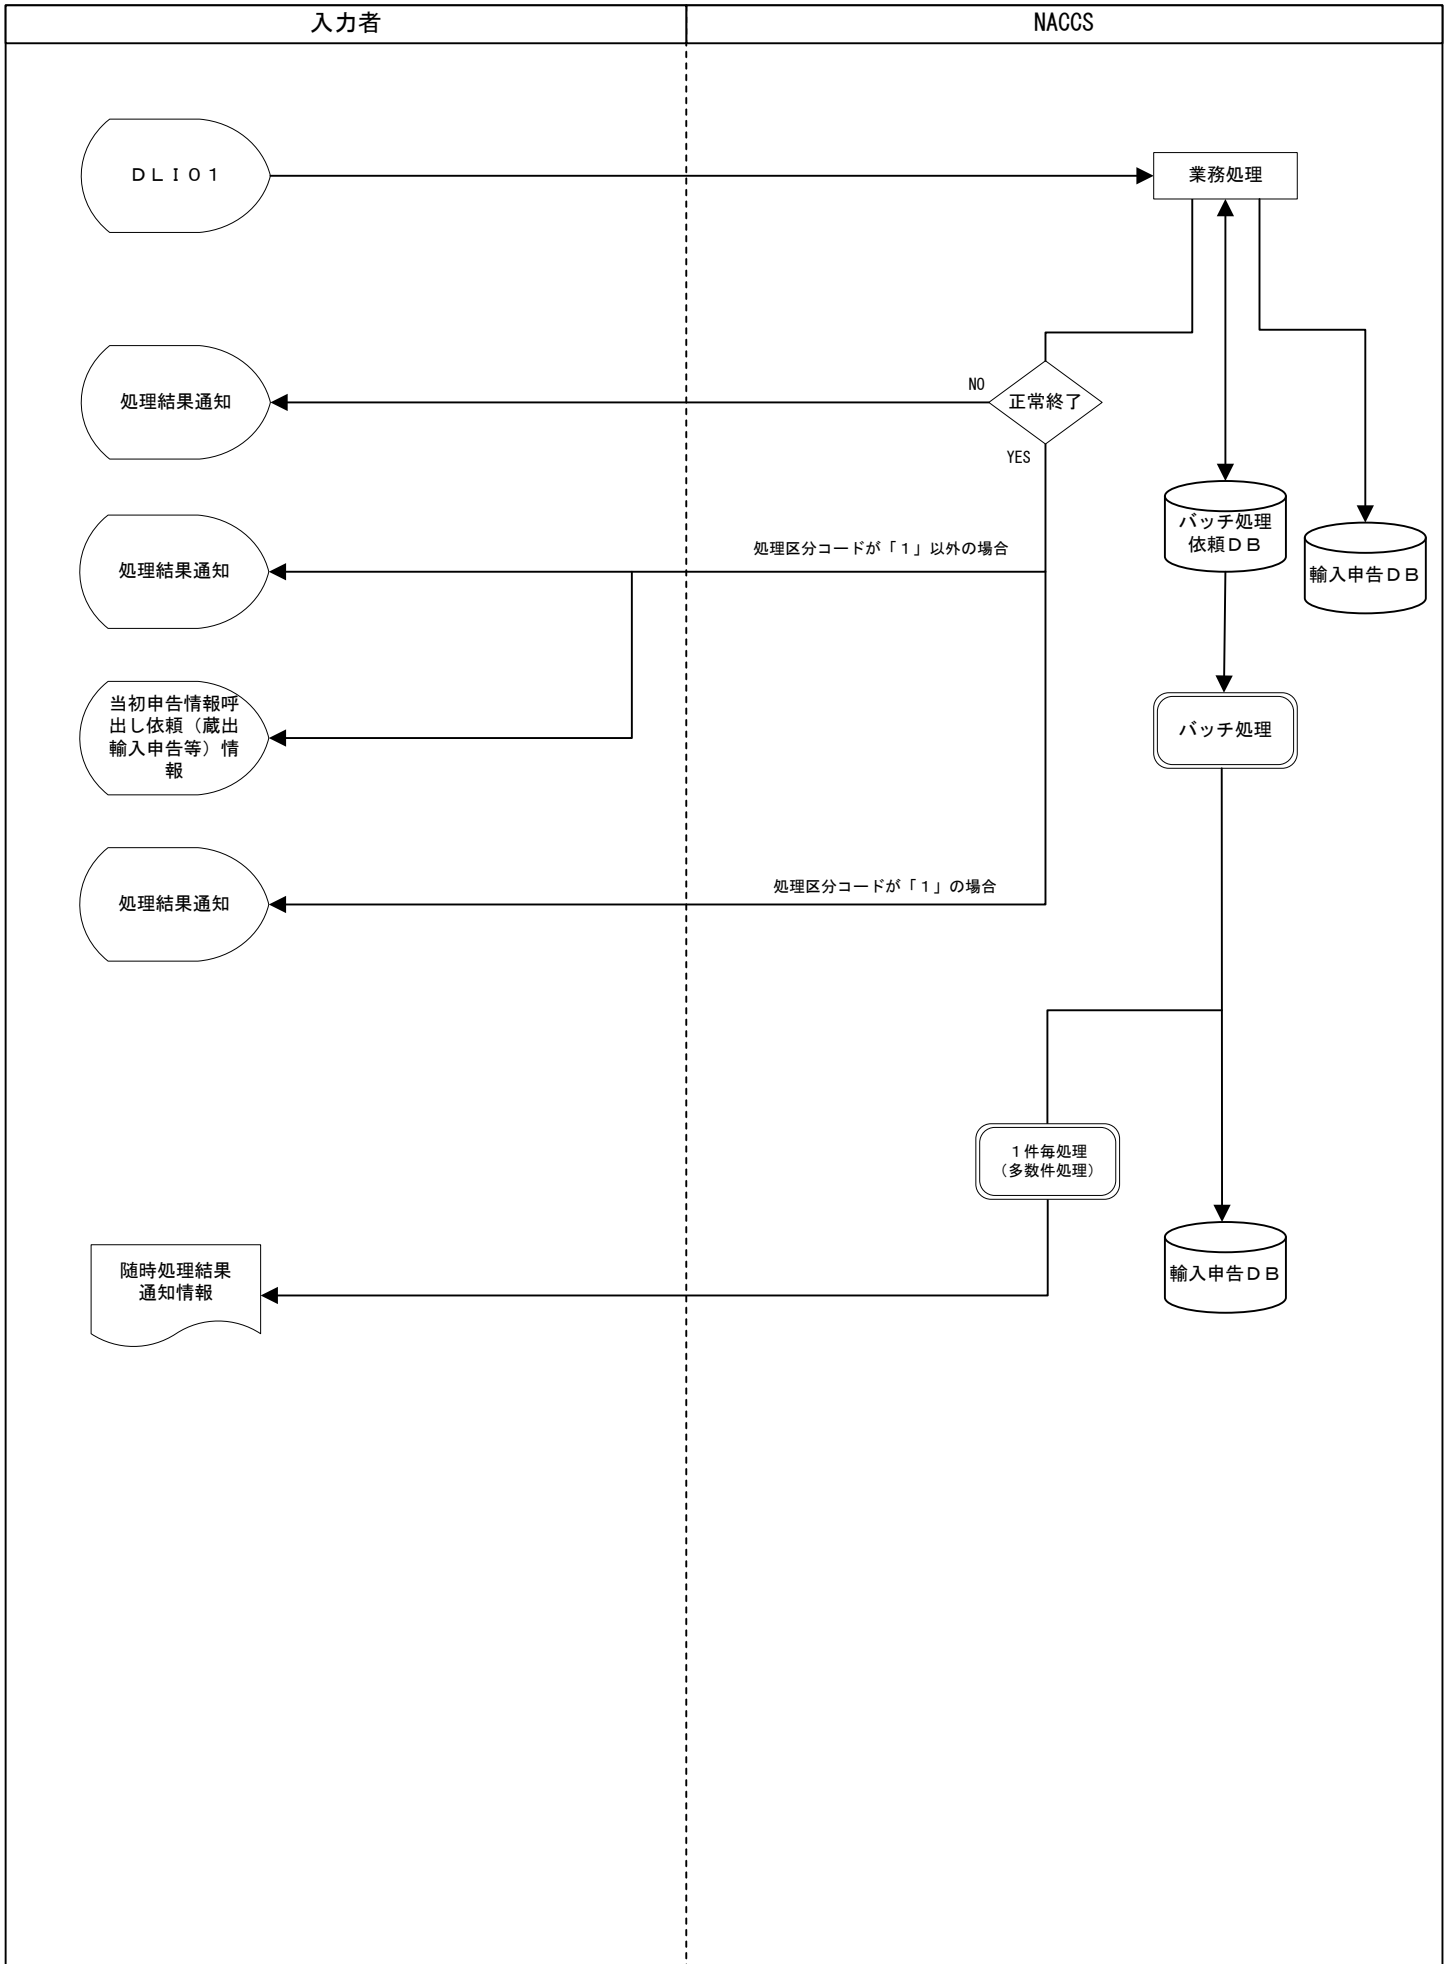 入力者
NACCS
ＤＬＩ０１
業務処理
処理結果通知
NO
正常終了
YES
バッチ処理
依頼ＤＢ
輸入申告ＤＢ
処理結果通知
処理区分コードが「１」以外の場合
当初申告情報呼
出し依頼（蔵出
輸入申告等）情
報
バッチ処理
処理結果通知
処理区分コードが「１」の場合
１件毎処理
（多数件処理）
随時処理結果
通知情報
輸入申告ＤＢ